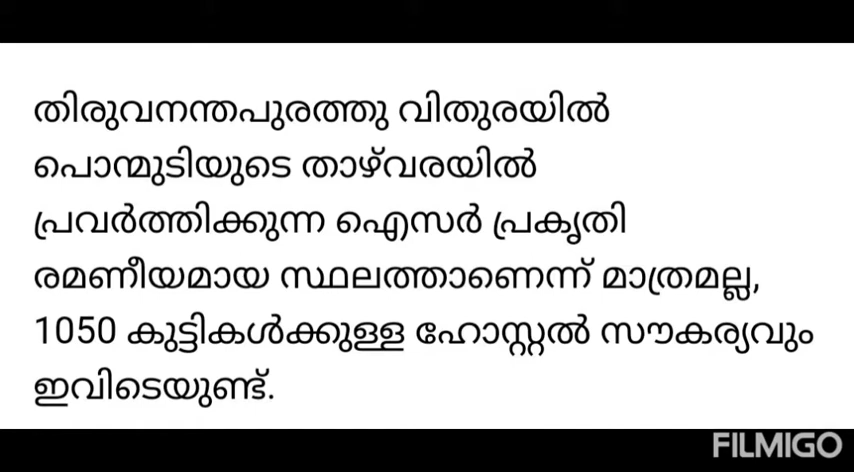 തിരുവനന്തപുരത്തു വിതുരയിൽ
പൊന്മുടിയുടെ താഴ്‌വരയിൽ
പ്രവർത്തിക്കുന്ന ഐസർ പ്രകൃതി
രമണീയമായ സ്ഥലത്താണെന്ന് മാത്രമല്ല,
1050 കുട്ടികൾക്കുള്ള ഹോസ്റ്റൽ സൗകര്യവും
ഇവിടെയുണ്ട്.
FILMIGO